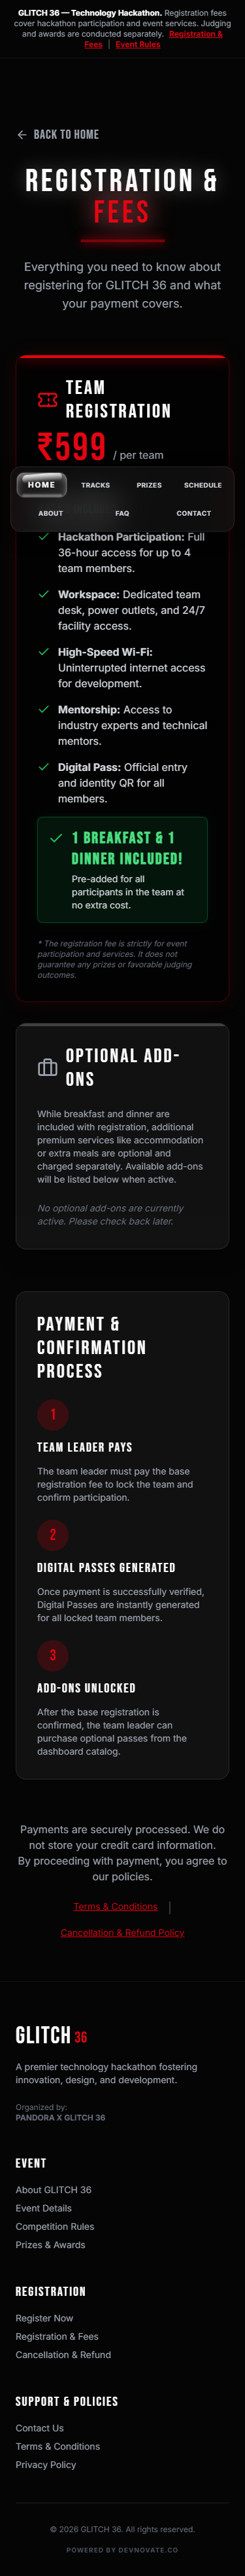 GLITCH 36 — Technology Hackathon. Registration fees
cover hackathon participation and event services. Judging
and awards are conducted separately. Registration &
Fees | Event Rules
← BACK TO HOME
REGISTRATION &
FEES
Everything you need to know about
registering for GLITCH 36 and what
your payment covers.
TEAM
REGISTRATION
₹599 / per team
HOME TRACKS PRIZES SCHEDULE
ABOUT FAQ CONTACT
Hackathon Participation: Full
36-hour access for up to 4
team members.
Workspace: Dedicated team
desk, power outlets, and 24/7
facility access.
High-Speed Wi-Fi:
Uninterrupted internet access
for development.
Mentorship: Access to
industry experts and technical
mentors.
Digital Pass: Official entry
and identity QR for all
members.
1 BREAKFAST & 1
DINNER INCLUDED!
Pre-added for all
participants in the team at
no extra cost.
* The registration fee is strictly for event
participation and services. It does not
guarantee any prizes or favorable judging
outcomes.
OPTIONAL ADD-
ONS
While breakfast and dinner are
included with registration, additional
premium services like accommodation
or extra meals are optional and
charged separately. Available add-ons
will be listed below when active.
No optional add-ons are currently
active. Please check back later.
PAYMENT &
CONFIRMATION
PROCESS
1
TEAM LEADER PAYS
The team leader must pay the base
registration fee to lock the team and
confirm participation.
2
DIGITAL PASSES GENERATED
Once payment is successfully verified,
Digital Passes are instantly generated
for all locked team members.
3
ADD-ONS UNLOCKED
After the base registration is
confirmed, the team leader can
purchase optional passes from the
dashboard catalog.
Payments are securely processed. We do
not store your credit card information.
By proceeding with payment, you agree to
our policies.
Terms & Conditions |
Cancellation & Refund Policy
GLITCH 36
A premier technology hackathon fostering
innovation, design, and development.
Organized by:
PANDORA X GLITCH 36
EVENT
About GLITCH 36
Event Details
Competition Rules
Prizes & Awards
REGISTRATION
Register Now
Registration & Fees
Cancellation & Refund
SUPPORT & POLICIES
Contact Us
Terms & Conditions
Privacy Policy
© 2026 GLITCH 36. All rights reserved.
POWERED BY DEVNOVATE.CO